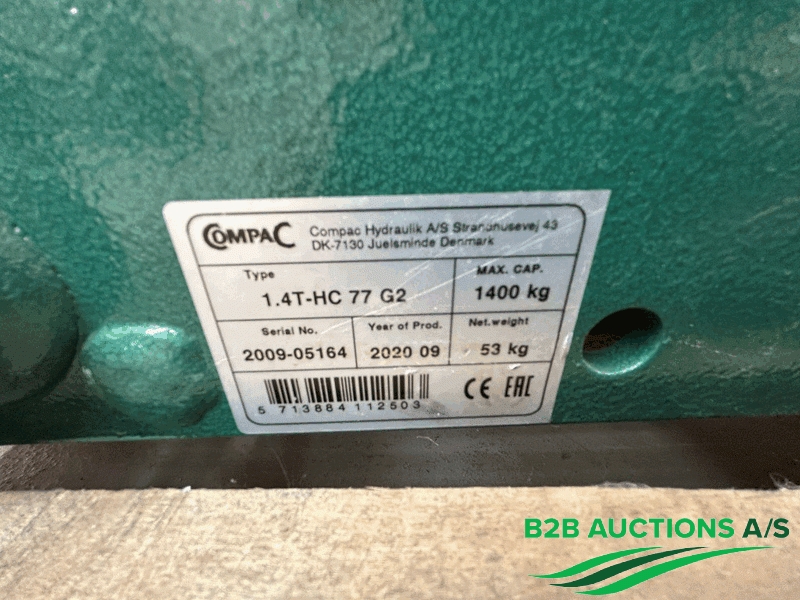 COMPAC
Compac Hydraulik A/S Strandhusevej 43
DK-7130 Juelsminde Denmark
Type
1.4T-HC 77 G2
MAX. CAP.
1400 kg
Serial No.
2009-05164
Year of Prod.
2020 09
Net.weight
53 kg
5 713884 112503
CE EAC
B2B AUCTIONS A/S